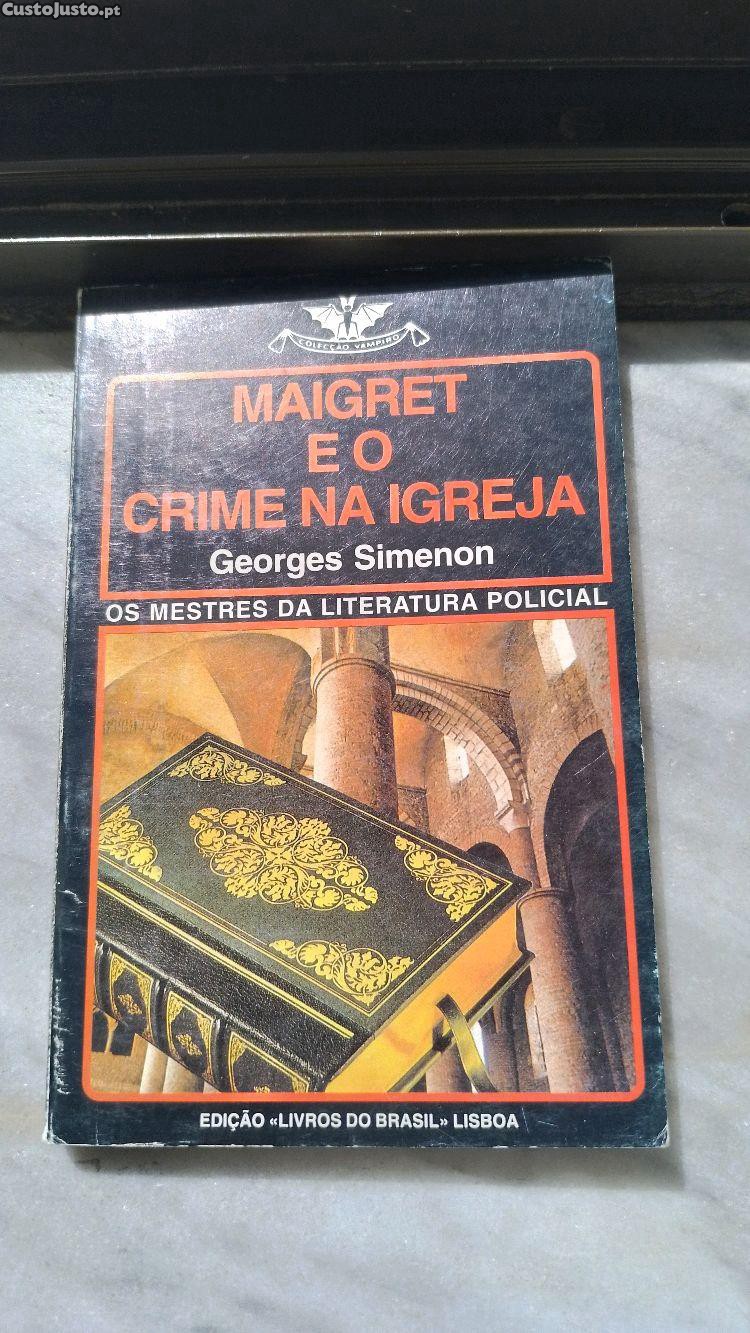 CustoJusto.pt
COLECÇÃO VAMPIRO
MAIGRET
E O
CRIME NA IGREJA
Georges Simenon
OS MESTRES DA LITERATURA POLICIAL
EDIÇÃO «LIVROS DO BRASIL» LISBOA